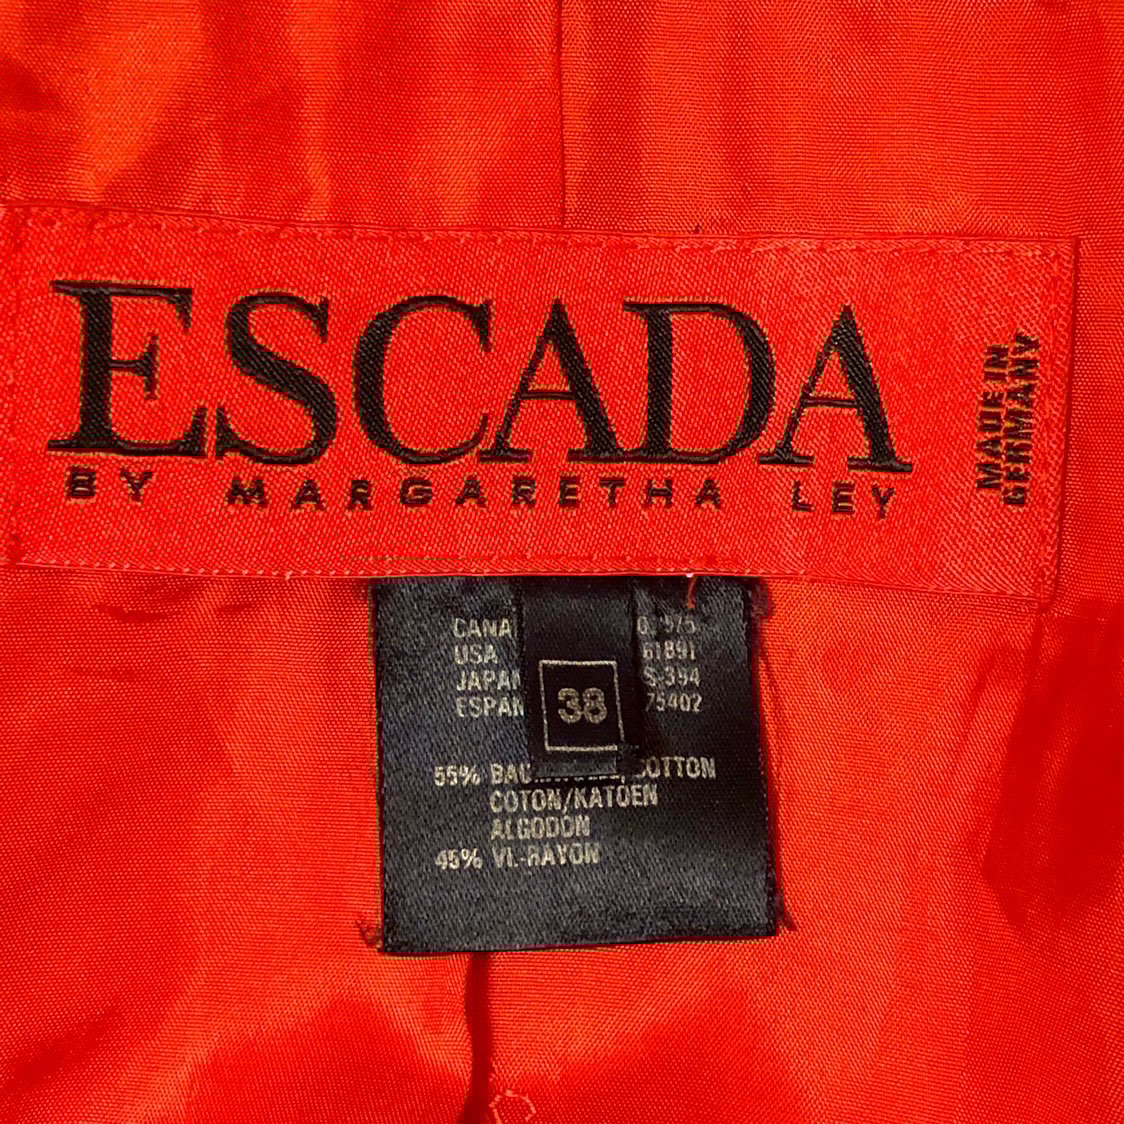 ESCADA
BY MARGARETHA LEY
MADE IN
GERMANY
CANA
USA 61891
JAPAN S-394
ESPAÑ 75402
38
55% COTTON
COTON/KATOEN
ALGODON
45% VI.-RAYON